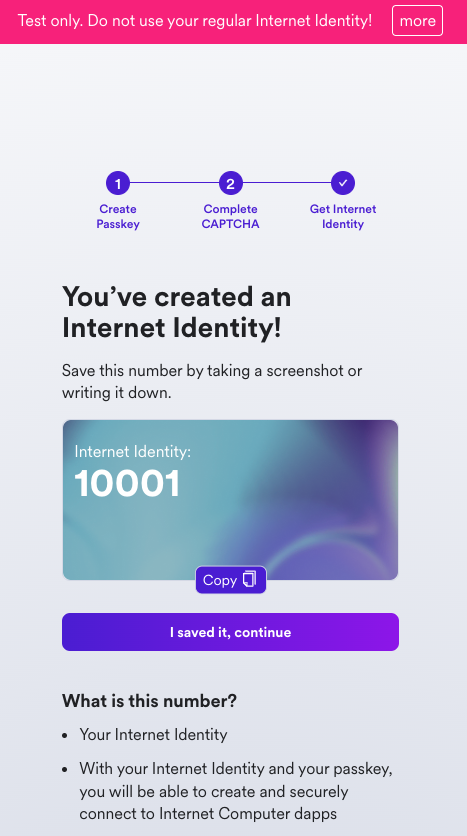 Test only. Do not use your regular Internet Identity!
more
1
2
Create
Passkey
Complete
CAPTCHA
Get Internet
Identity
You’ve created an
Internet Identity!
Save this number by taking a screenshot or
writing it down.
Internet Identity:
10001
Copy
I saved it, continue
What is this number?
• Your Internet Identity
• With your Internet Identity and your passkey,
you will be able to create and securely
connect to Internet Computer dapps